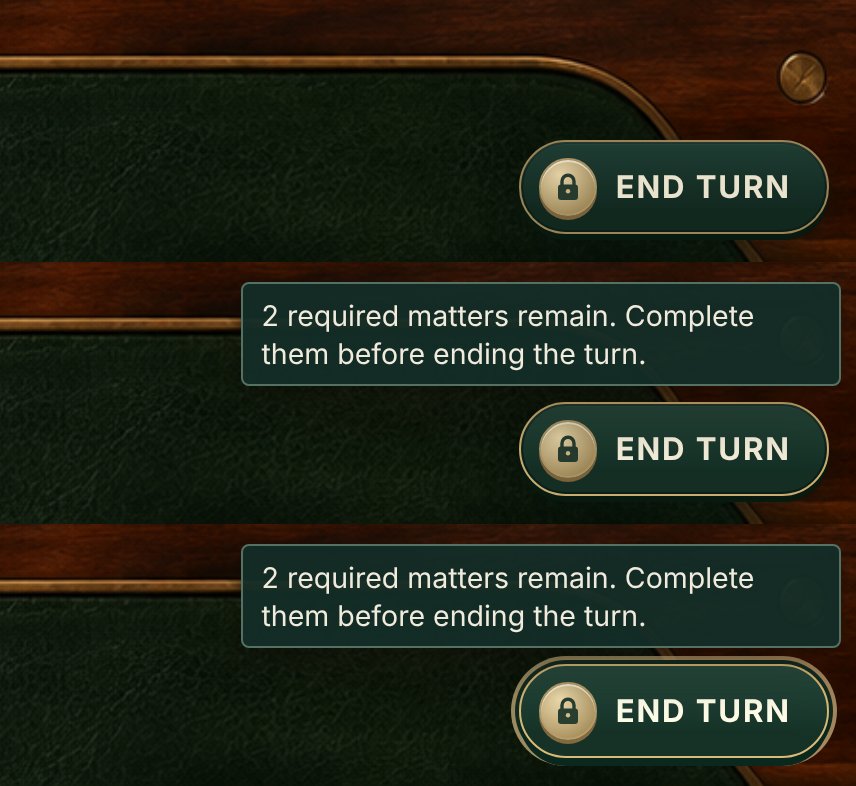 END TURN
2 required matters remain. Complete
them before ending the turn.
END TURN
2 required matters remain. Complete
them before ending the turn.
END TURN